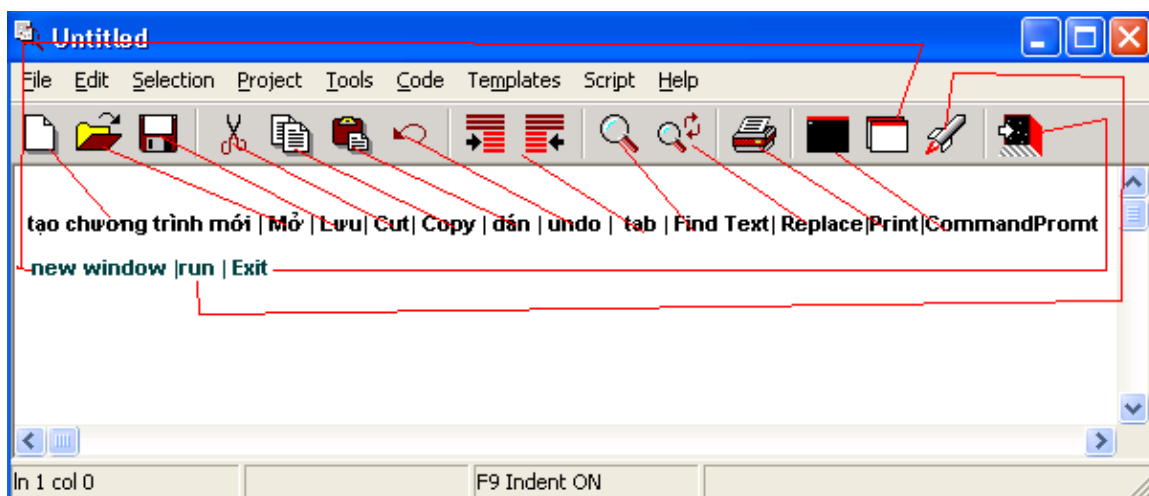 Untitled
File Edit Selection Project Tools Code Templates Script Help
tạo chương trình mới | Mở | Lưu| Cut| Copy | dán | undo | tab | Find Text| Replace|Print|CommandPromt
new window |run | Exit
ln 1 col 0 F9 Indent ON